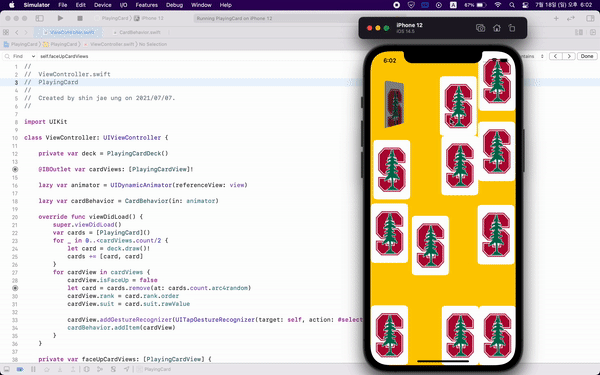 Simulator File Edit Device I/O Features Debug Window Help
67% 7월 18일 (일) 오후 6:02
PlayingCard iPhone 12
Running PlayingCard on iPhone 12
ViewController.swift CardBehavior.swift
PlayingCard PlayingCard ViewController.swift No Selection
Find self.faceUpCardViews Done
1 //
2 // ViewController.swift
3 // PlayingCard
4 //
5 // Created by shin jae ung on 2021/07/07.
6 //
7
8 import UIKit
9
10 class ViewController: UIViewController {
11
12 private var deck = PlayingCardDeck()
13
@IBOutlet var cardViews: [PlayingCardView]!
15
16 lazy var animator = UIDynamicAnimator(referenceView: view)
17
18 lazy var cardBehavior = CardBehavior(in: animator)
19
20 override func viewDidLoad() {
21 super.viewDidLoad()
22 var cards = [PlayingCard]()
23 for _ in 0..<cardViews.count/2 {
24 let card = deck.draw()!
25 cards += [card, card]
26 }
27 for cardView in cardViews {
28 cardView.isFaceUp = false
let card = cards.remove(at: cards.count.arc4random)
30 cardView.rank = card.rank.order
31 cardView.suit = card.suit.rawValue
32
33 cardView.addGestureRecognizer(UITapGestureRecognizer(target: self, action: #select
34 cardBehavior.addItem(cardView)
35 }
36 }
37
38 private var faceUpCardViews: [PlayingCardView] {
PlayingCard
iPhone 12
iOS 14.5
6:02